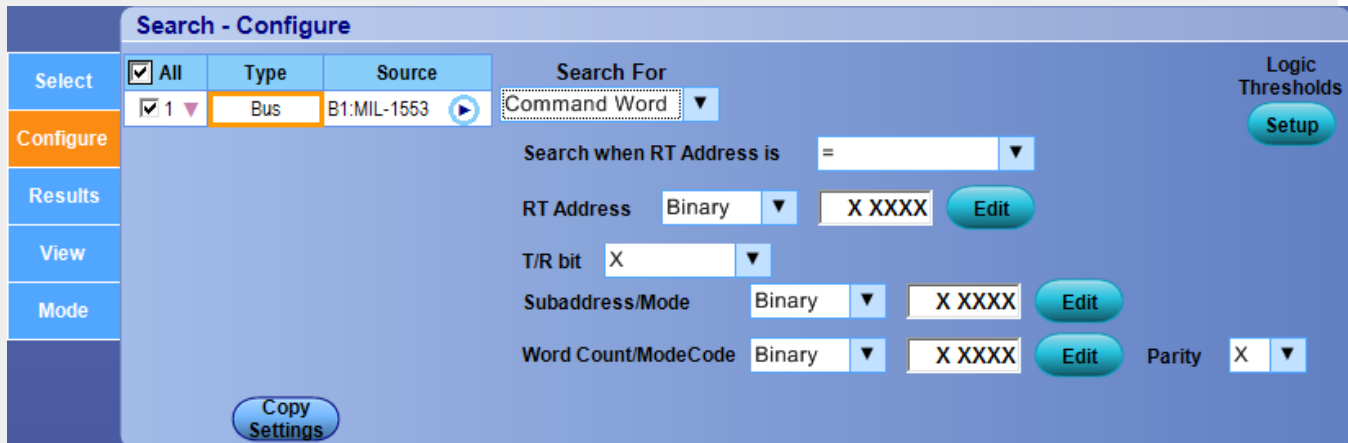 Search - Configure
Select
Configure
Results
View
Mode
All Type Source
1 Bus B1:MIL-1553
Copy
Settings
Search For
Command Word
Logic
Thresholds
Setup
Search when RT Address is =
RT Address Binary X XXXX Edit
T/R bit X
Subaddress/Mode Binary X XXXX Edit
Word Count/ModeCode Binary X XXXX Edit Parity X